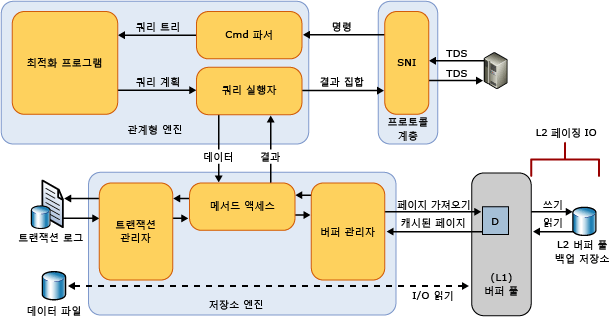 쿼리 트리
Cmd 파서
명령
최적화 프로그램
SNI
TDS
TDS
쿼리 계획
쿼리 실행자
결과 집합
관계형 엔진
프로토콜
계층
데이터
결과
L2 페이징 IO
트랜잭션 로그
트랜잭션
관리자
메서드 액세스
버퍼 관리자
페이지 가져오기
캐시된 페이지
D
쓰기
읽기
L2 버퍼 풀
백업 저장소
(L1)
버퍼 풀
I/O 읽기
데이터 파일
저장소 엔진